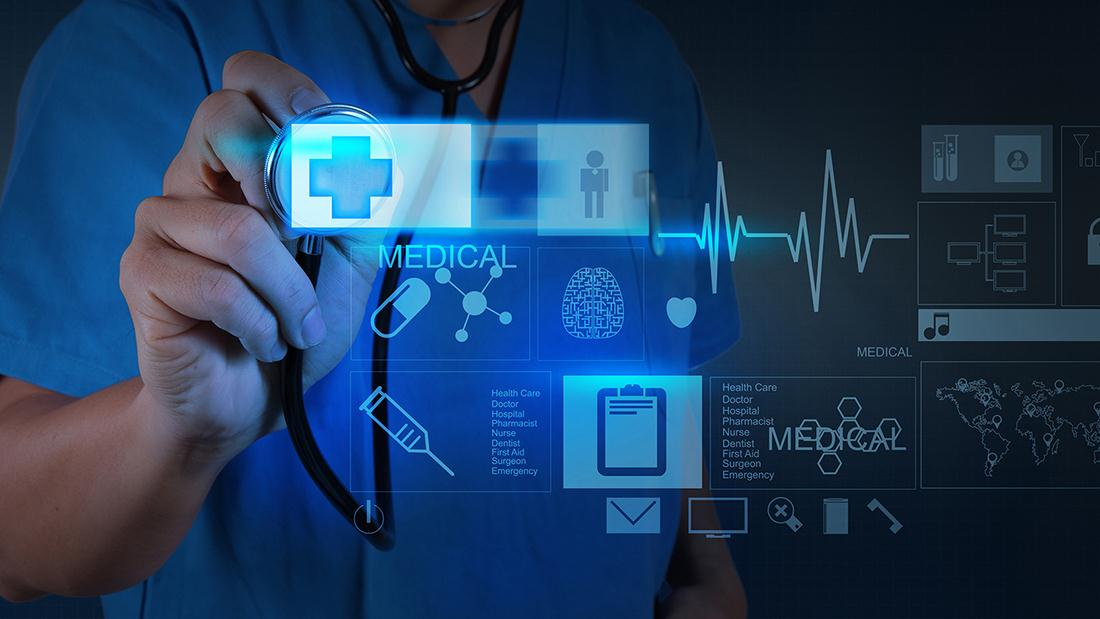 MEDICAL
MEDICAL
Health Care
Doctor
Hospital
Pharmacist
Nurse
Dentist
First Aid
Surgeon
Emergency
Health Care
Doctor
Hospital
Pharmacist
Nurse
Dentist
First Aid
Surgeon
Emergency
MEDICAL